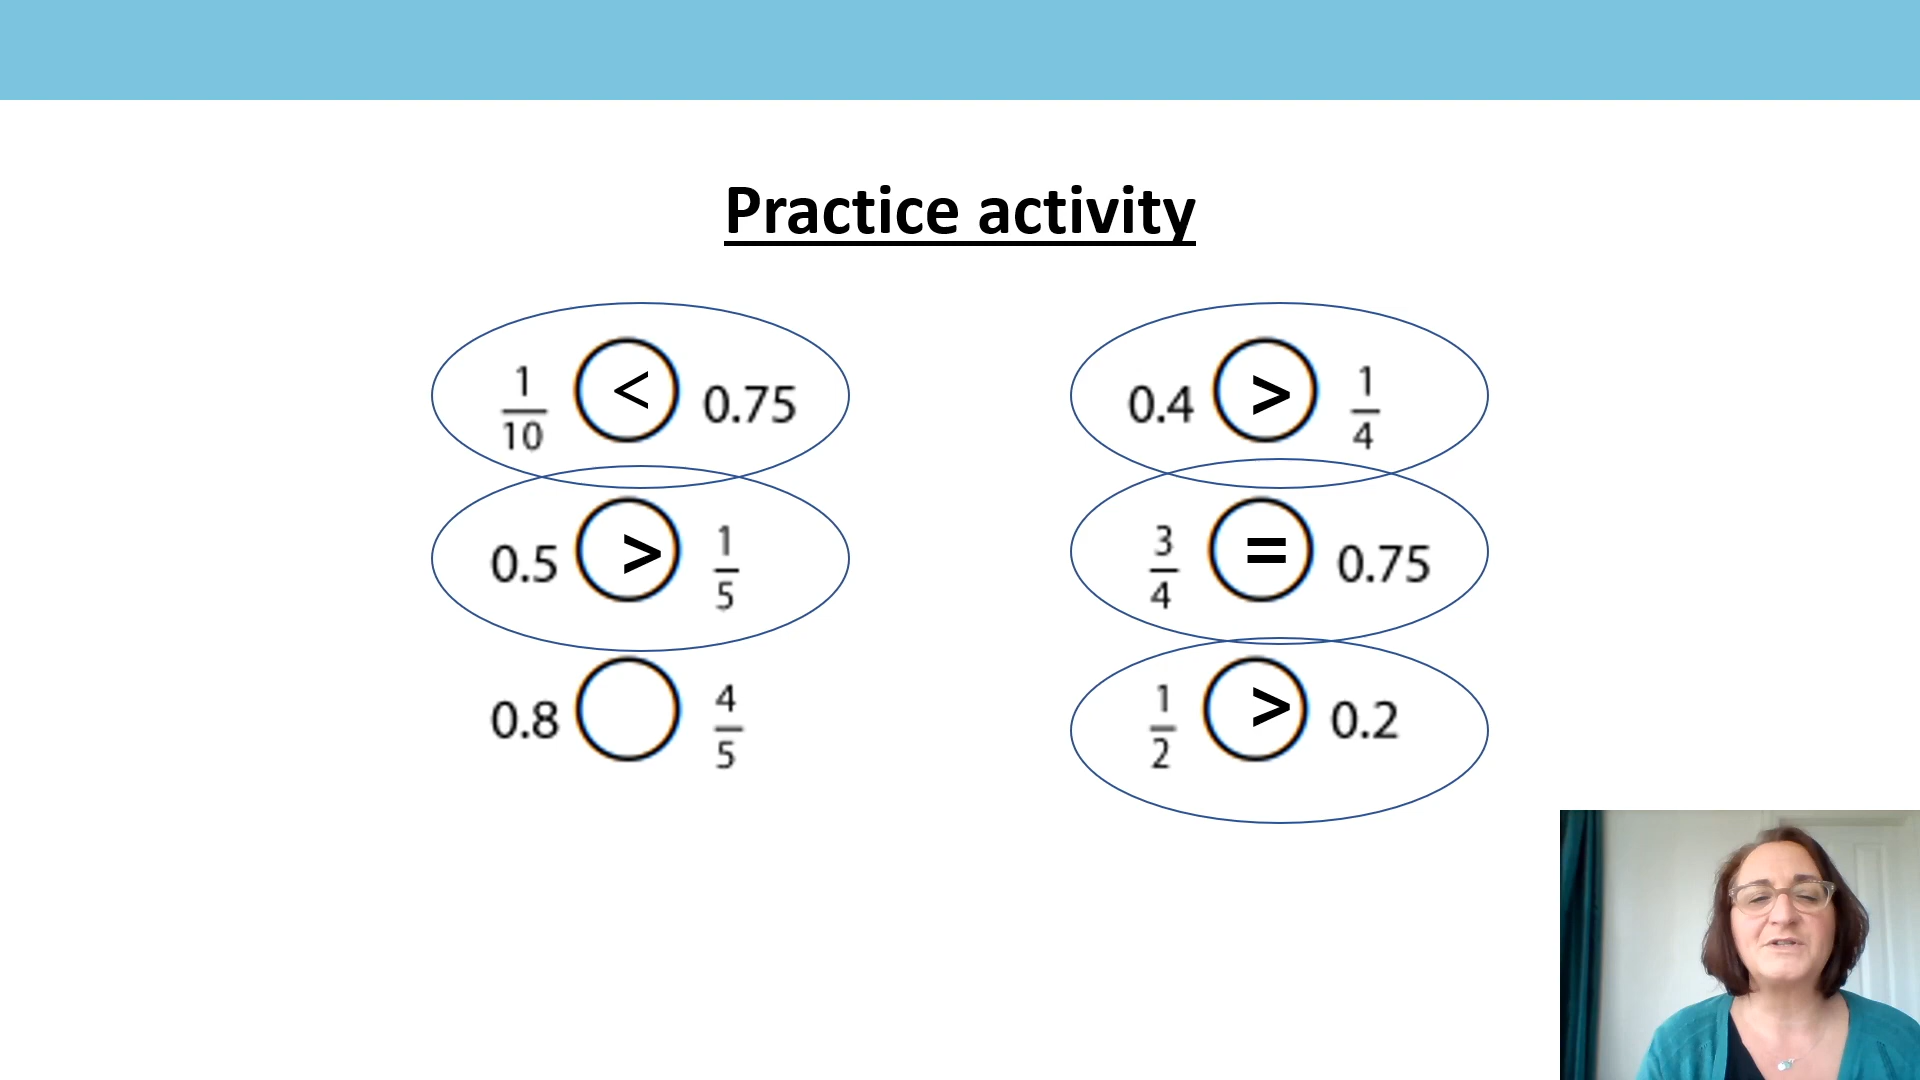 Practice activity
1/10 < 0.75
0.4 > 1/4
0.5 > 1/5
3/4 = 0.75
0.8 4/5
1/2 > 0.2